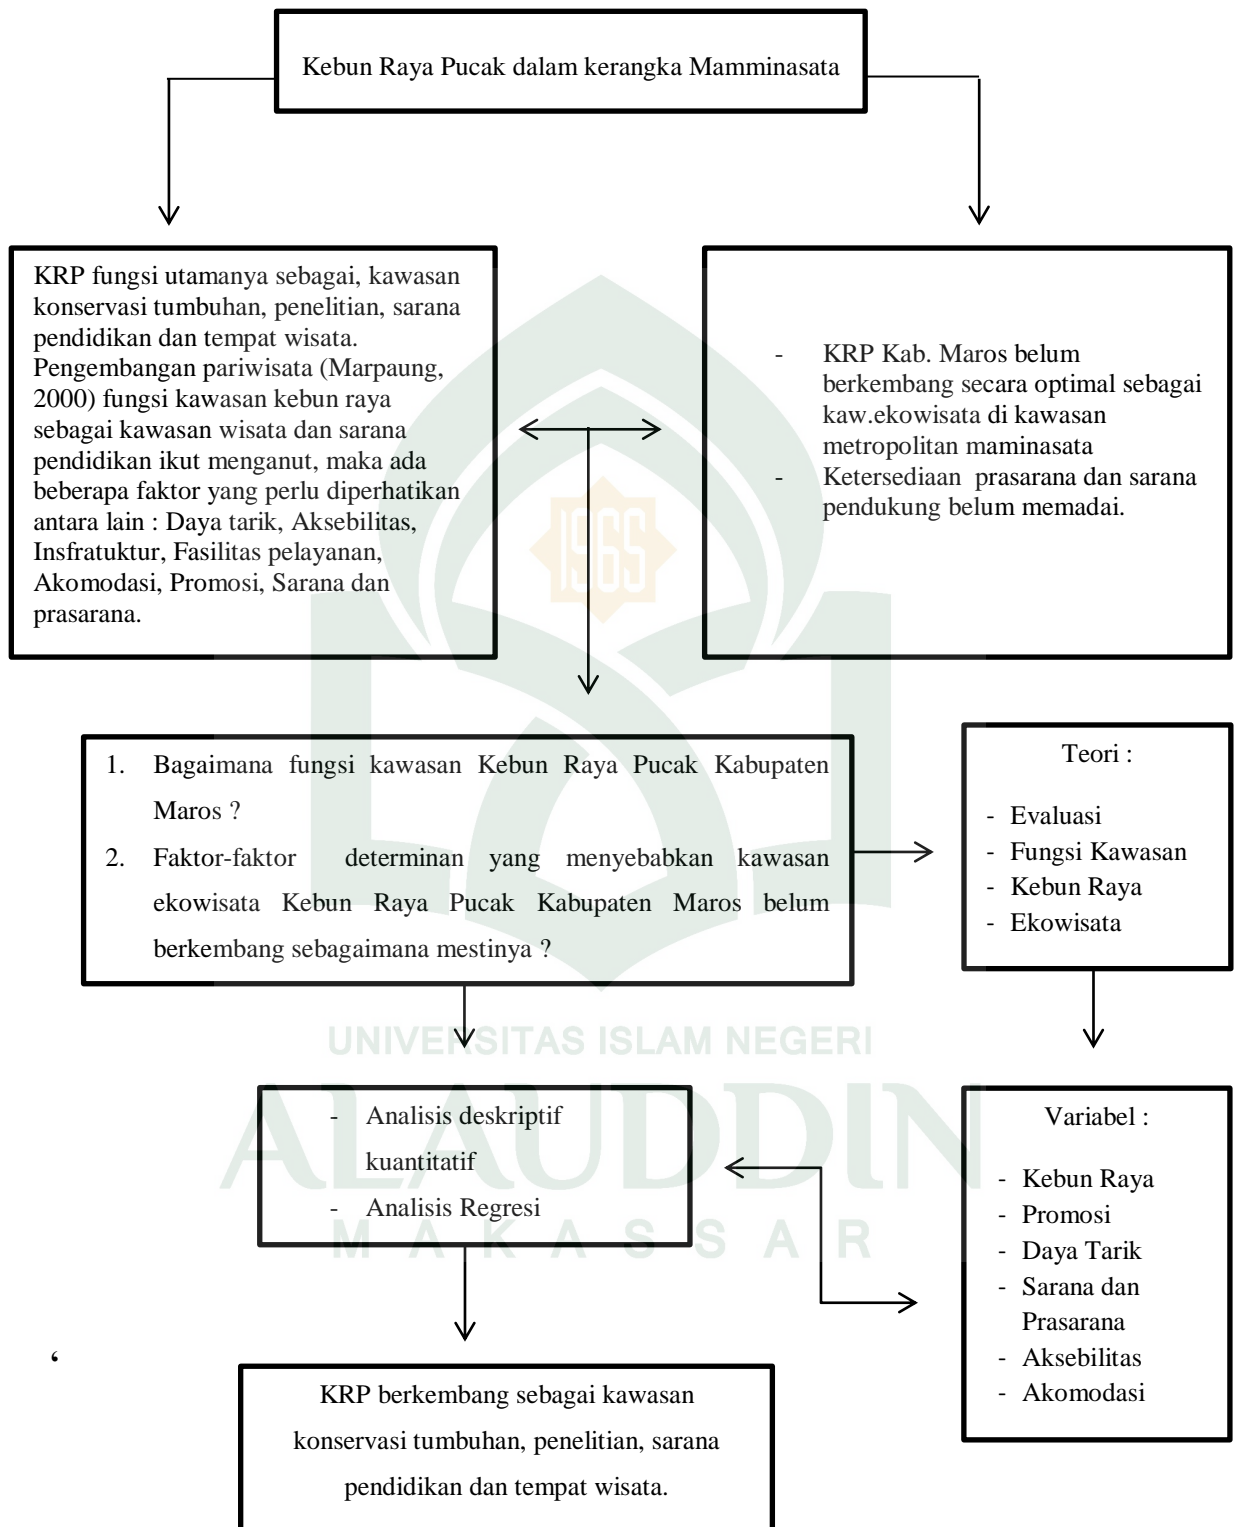 Kebun Raya Pucak dalam kerangka Mamminasata
KRP fungsi utamanya sebagai, kawasan
konservasi tumbuhan, penelitian, sarana
pendidikan dan tempat wisata.
Pengembangan pariwisata (Marpaung,
2000) fungsi kawasan kebun raya
sebagai kawasan wisata dan sarana
pendidikan ikut menganut, maka ada
beberapa faktor yang perlu diperhatikan
antara lain : Daya tarik, Aksebilitas,
Insfratuktur, Fasilitas pelayanan,
Akomodasi, Promosi, Sarana dan
prasarana.
- KRP Kab. Maros belum
berkembang secara optimal sebagai
kaw.ekowisata di kawasan
metropolitan maminasata
- Ketersediaan prasarana dan sarana
pendukung belum memadai.
1965
1. Bagaimana fungsi kawasan Kebun Raya Pucak Kabupaten
Maros ?
2. Faktor-faktor determinan yang menyebabkan kawasan
ekowisata Kebun Raya Pucak Kabupaten Maros belum
berkembang sebagaimana mestinya ?
Teori :
- Evaluasi
- Fungsi Kawasan
- Kebun Raya
- Ekowisata
UNIVERSITAS ISLAM NEGERI
ALAUDDIN
MAKASSAR
- Analisis deskriptif
kuantitatif
- Analisis Regresi
Variabel :
- Kebun Raya
- Promosi
- Daya Tarik
- Sarana dan
Prasarana
- Aksebilitas
- Akomodasi
‘
KRP berkembang sebagai kawasan
konservasi tumbuhan, penelitian, sarana
pendidikan dan tempat wisata.